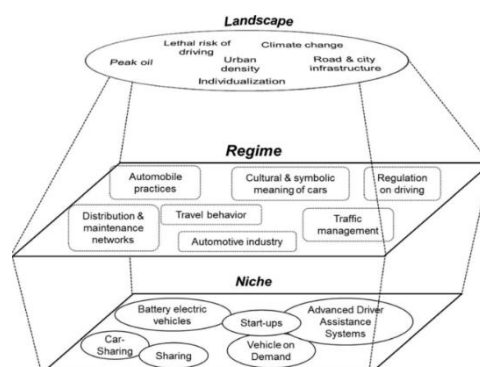 Landscape
Lethal risk of
driving
Climate change
Peak oil
Urban
density
Road & city
infrastructure
Individualization
Regime
Automobile
practices
Cultural & symbolic
meaning of cars
Regulation
on driving
Distribution &
maintenance
networks
Travel behavior
Traffic
management
Automotive industry
Niche
Battery electric
vehicles
Start-ups
Advanced Driver
Assistance
Systems
Car-
Sharing
Sharing
Vehicle on
Demand